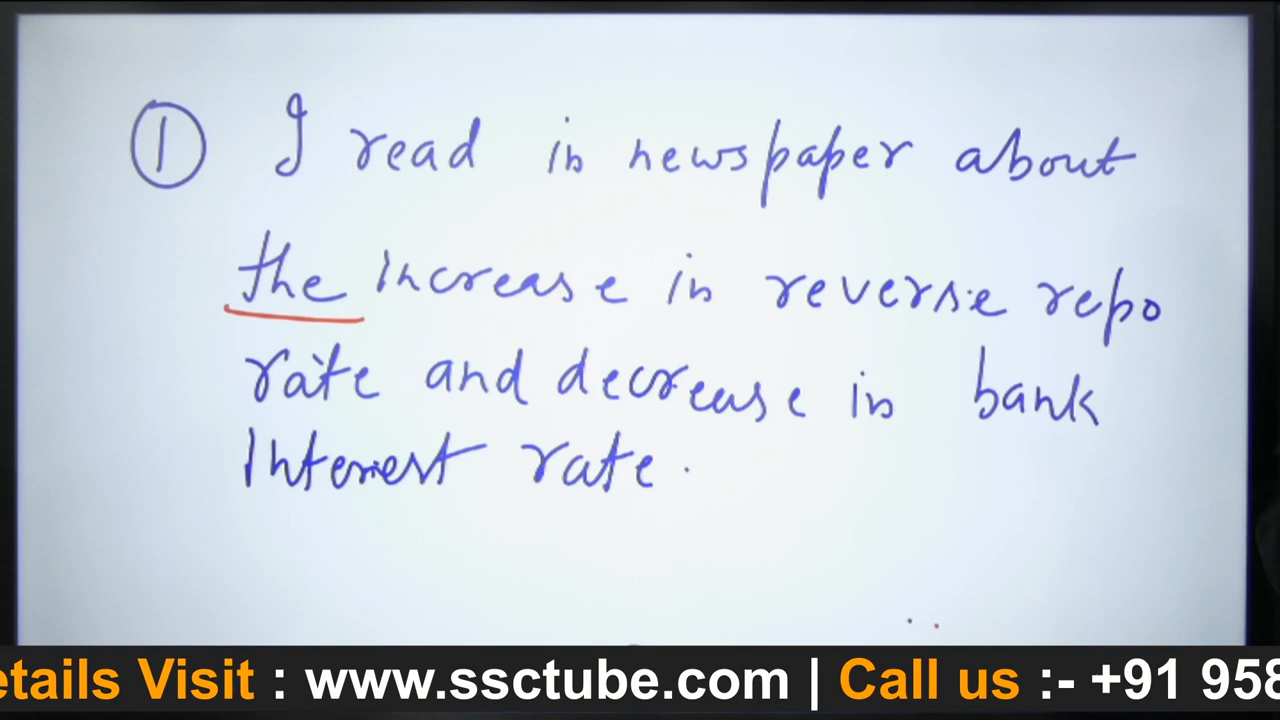 ① I read in newspaper about
the increase in reverse repo
rate and decrease in bank
interest rate.
etails Visit : www.ssctube.com | Call us :- +91 958